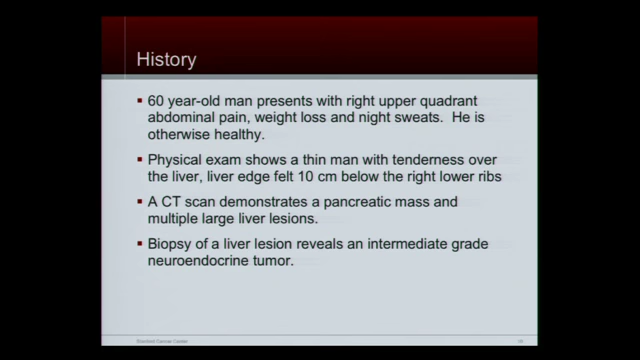 History
▪ 60 year-old man presents with right upper quadrant
abdominal pain, weight loss and night sweats. He is
otherwise healthy.
▪ Physical exam shows a thin man with tenderness over
the liver, liver edge felt 10 cm below the right lower ribs
▪ A CT scan demonstrates a pancreatic mass and
multiple large liver lesions.
▪ Biopsy of a liver lesion reveals an intermediate grade
neuroendocrine tumor.
Stanford Cancer Center